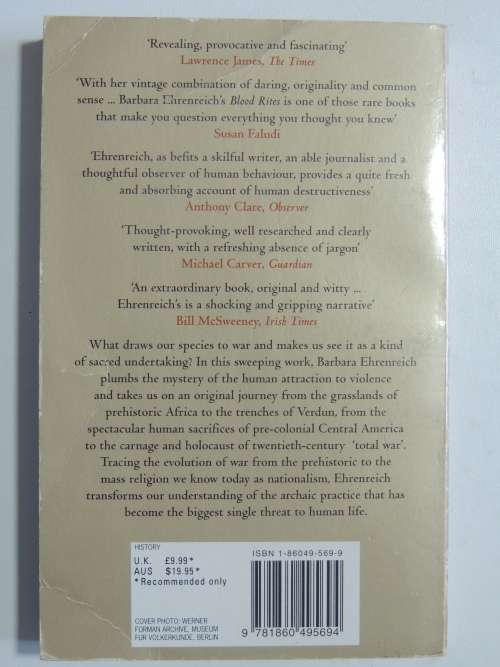 ‘Revealing, provocative and fascinating’
Lawrence James, The Times
‘With her vintage combination of daring, originality and common
sense ... Barbara Ehrenreich’s Blood Rites is one of those rare books
that make you question everything you thought you knew’
Susan Faludi
‘Ehrenreich, as befits a skilful writer, an able journalist and a
thoughtful observer of human behaviour, provides a quite fresh
and absorbing account of human destructiveness’
Anthony Clare, Observer
‘Thought-provoking, well researched and clearly
written, with a refreshing absence of jargon’
Michael Carver, Guardian
‘An extraordinary book, original and witty ...
Ehrenreich’s is a shocking and gripping narrative’
Bill McSweeney, Irish Times
What draws our species to war and makes us see it as a kind
of sacred undertaking? In this sweeping work, Barbara Ehrenreich
plumbs the mystery of the human attraction to violence
and takes us on an original journey from the grasslands of
prehistoric Africa to the trenches of Verdun, from the
spectacular human sacrifices of pre-colonial Central America
to the carnage and holocaust of twentieth-century ‘total war’.
Tracing the evolution of war from the prehistoric to the
mass religion we know today as nationalism, Ehrenreich
transforms our understanding of the archaic practice that has
become the biggest single threat to human life.
HISTORY
U.K. £9.99*
AUS $19.95*
*Recommended only
COVER PHOTO: WERNER
FORMAN ARCHIVE, MUSEUM
FUR VOLKERKUNDE, BERLIN
ISBN 1-86049-569-9
9 781860 495694